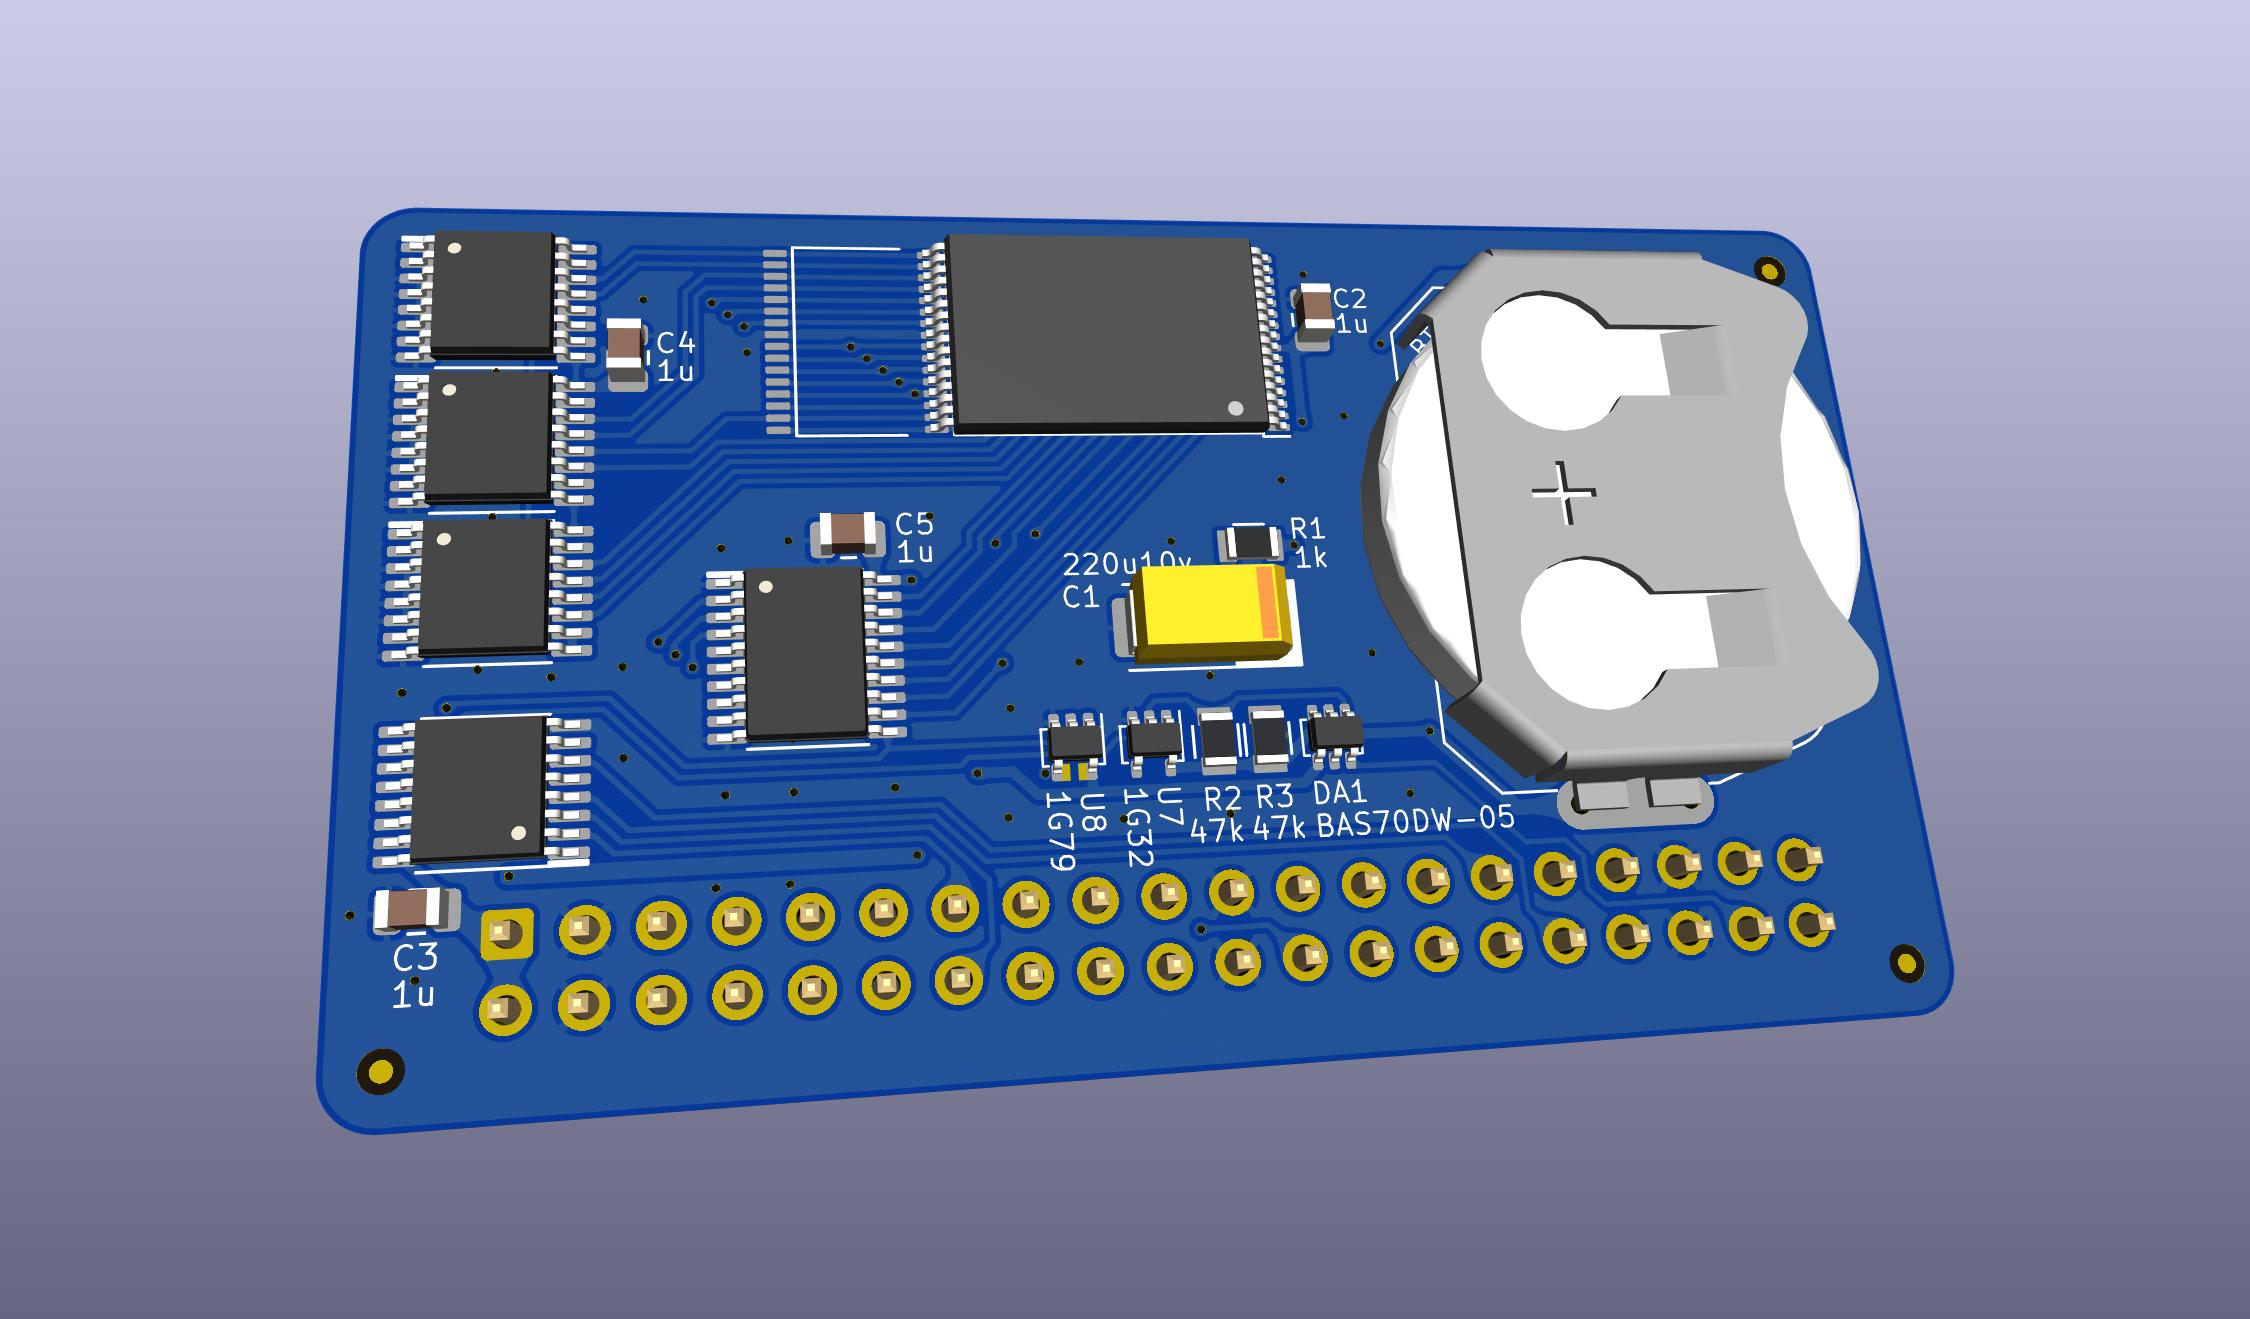 C2
1u
C4
1u
C5
1u
R1
1k
220u10v
C1
U8
1G79
U7
1G32
R2
47k
R3
47k
DA1
BAS70DW-05
C3
1u
+